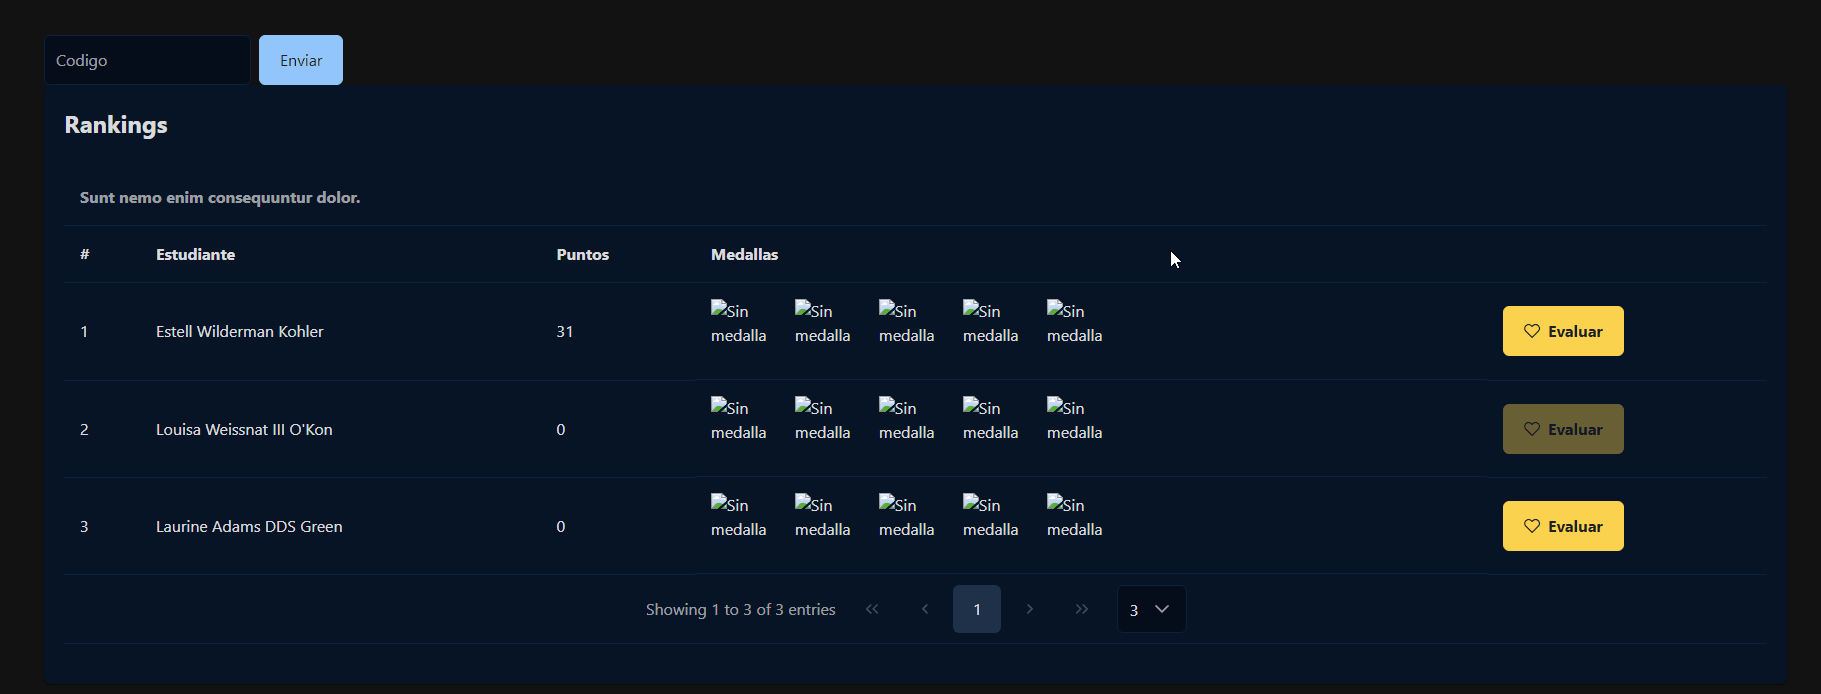 Codigo Enviar
Rankings
Sunt nemo enim consequuntur dolor.
# Estudiante Puntos Medallas
1 Estell Wilderman Kohler 31 Sin medalla Sin medalla Sin medalla Sin medalla Sin medalla Evaluar
2 Louisa Weissnat III O'Kon 0 Sin medalla Sin medalla Sin medalla Sin medalla Sin medalla Evaluar
3 Laurine Adams DDS Green 0 Sin medalla Sin medalla Sin medalla Sin medalla Sin medalla Evaluar
Showing 1 to 3 of 3 entries 1 3